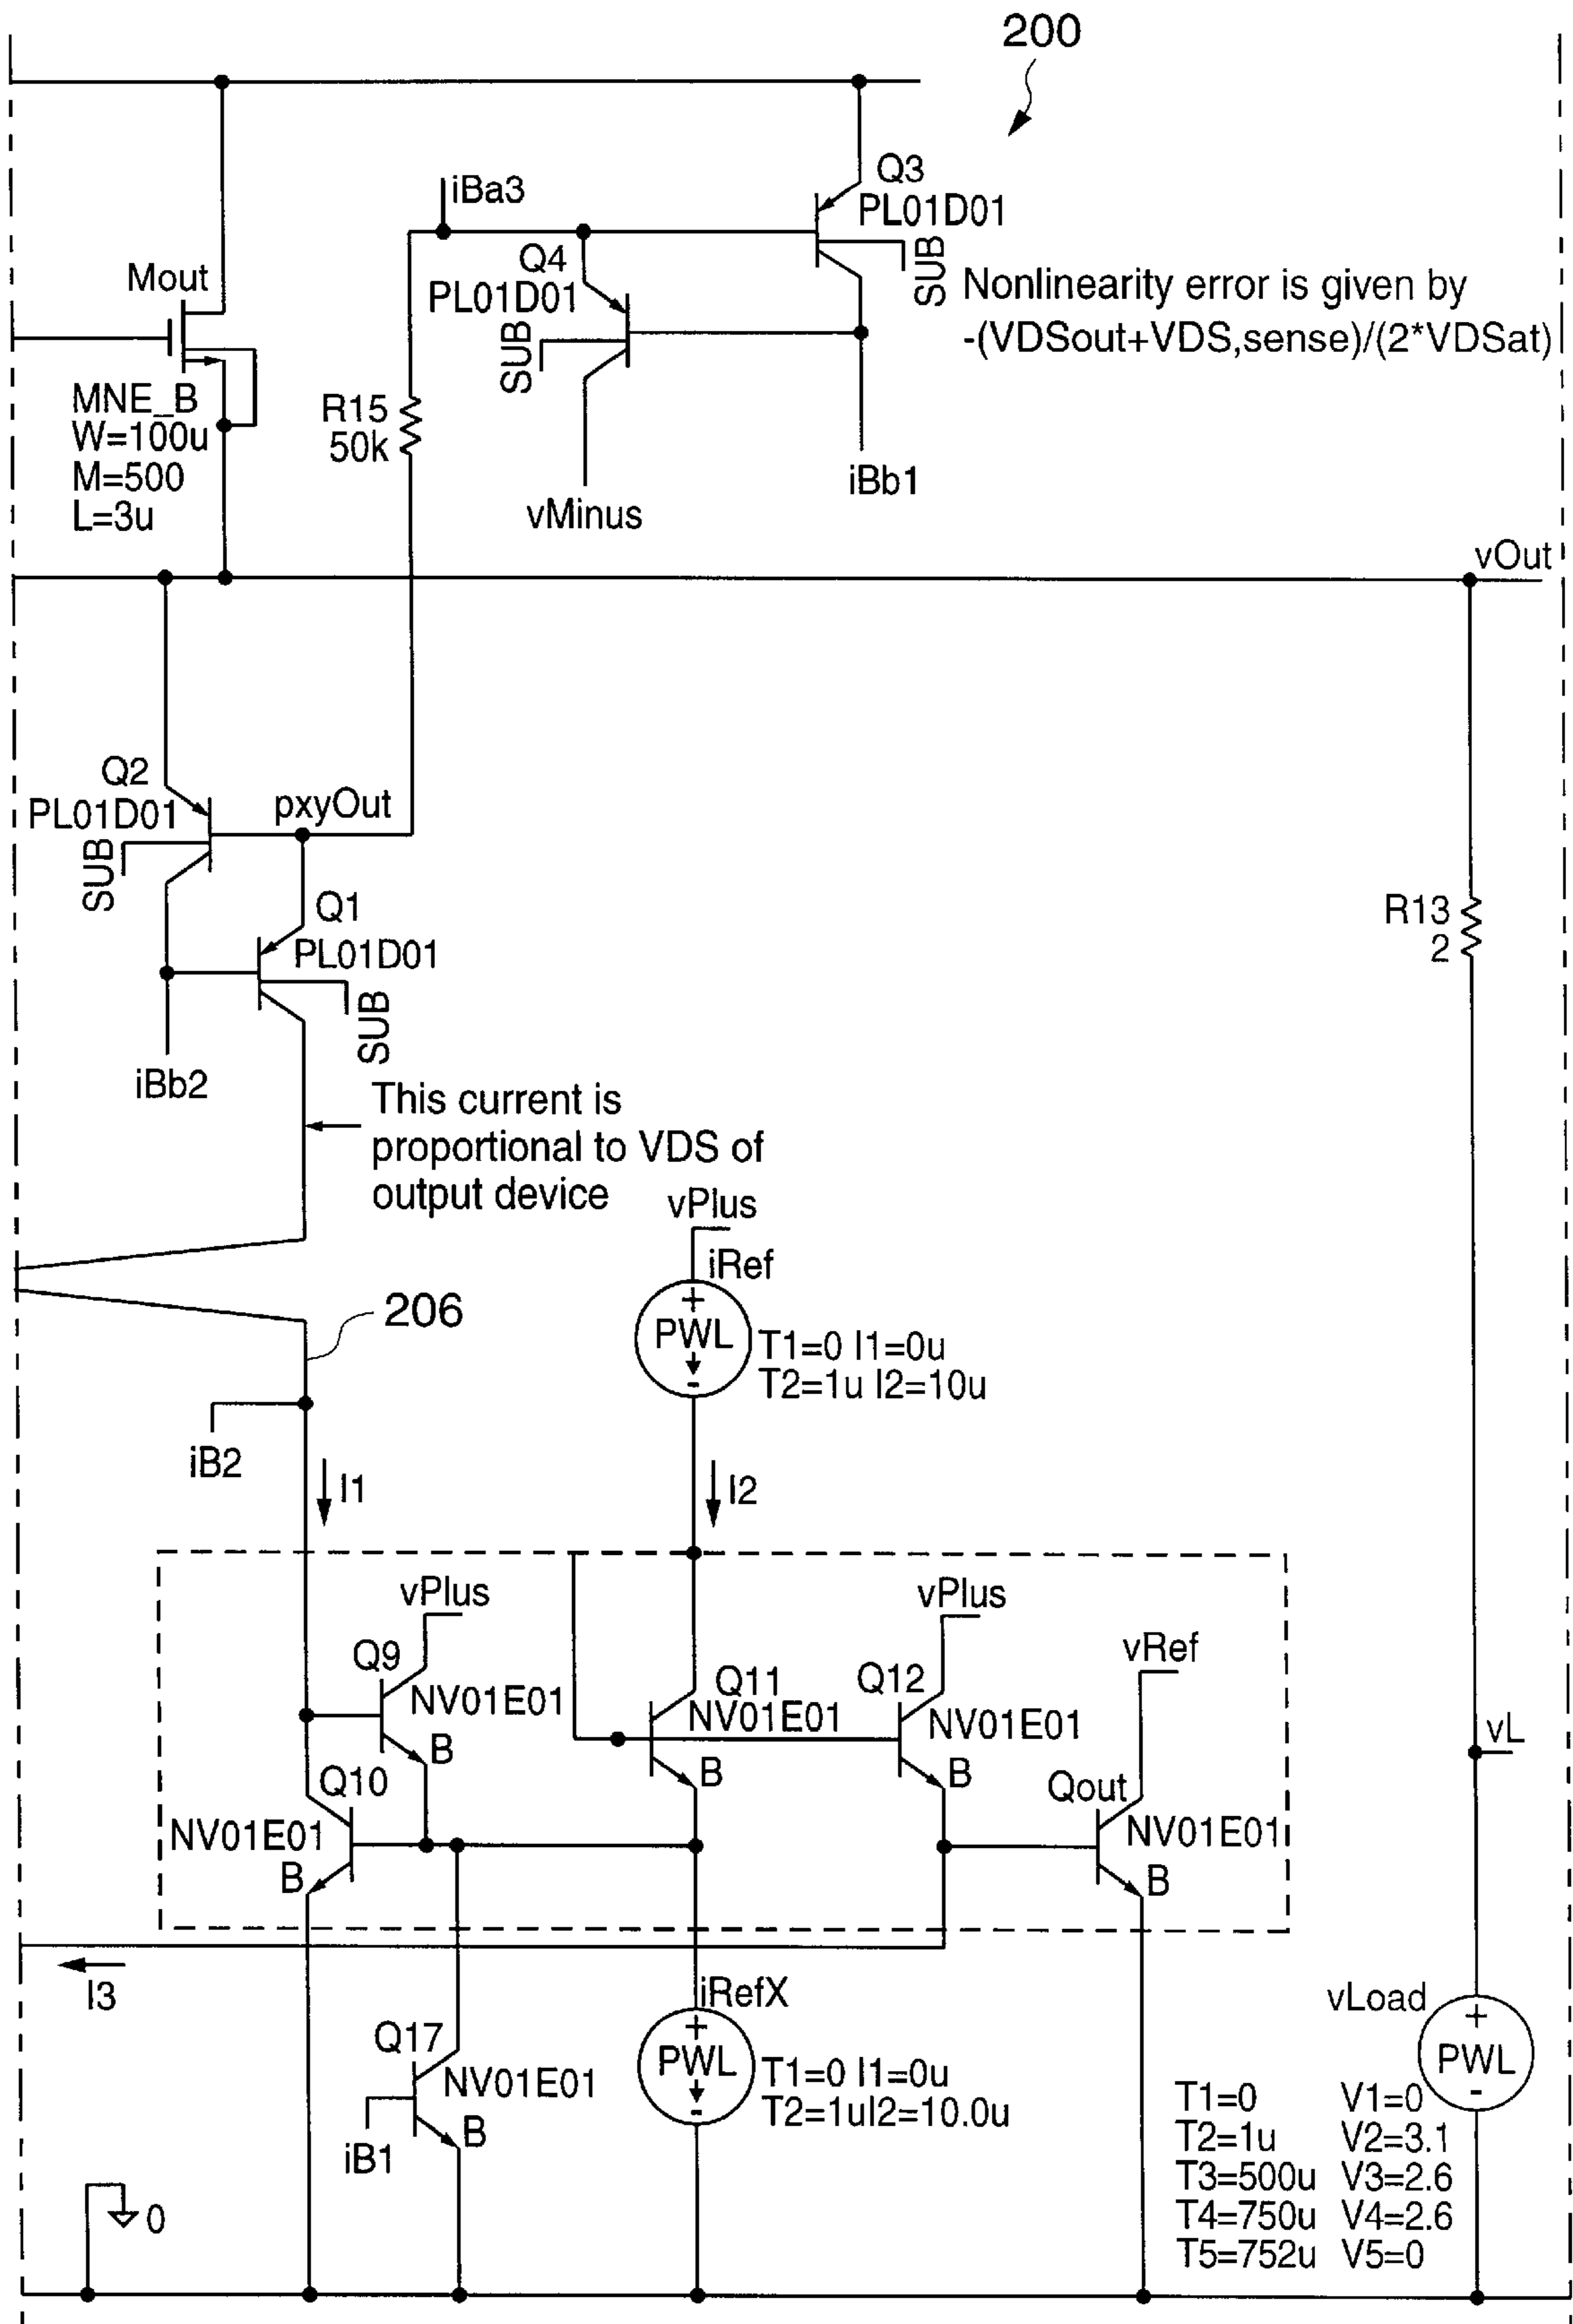 200
iBa3
Q3
PL01D01
SUB
Q4
PL01D01
SUB
Nonlinearity error is given by
-(VDSout+VDS,sense)/(2*VDSat)
Mout
MNE_B
W=100u
M=500
L=3u
R15
50k
iBb1
vMinus
vOut
Q2
PL01D01
SUB
pxyOut
Q1
PL01D01
SUB
iBb2
R13
2
This current is
proportional to VDS of
output device
vPlus
iRef
+
PWL
-
T1=0 I1=0u
T2=1u I2=10u
206
iB2
I1
I2
vPlus
Q9
NV01E01
B
Q10
NV01E01
B
Q11
NV01E01
B
vPlus
Q12
NV01E01
B
vRef
Qout
NV01E01
B
vL
I3
iRefX
+
PWL
-
T1=0 I1=0u
T2=1uI2=10.0u
Q17
NV01E01
B
iB1
vLoad
+
PWL
-
T1=0 V1=0
T2=1u V2=3.1
T3=500u V3=2.6
T4=750u V4=2.6
T5=752u V5=0
0